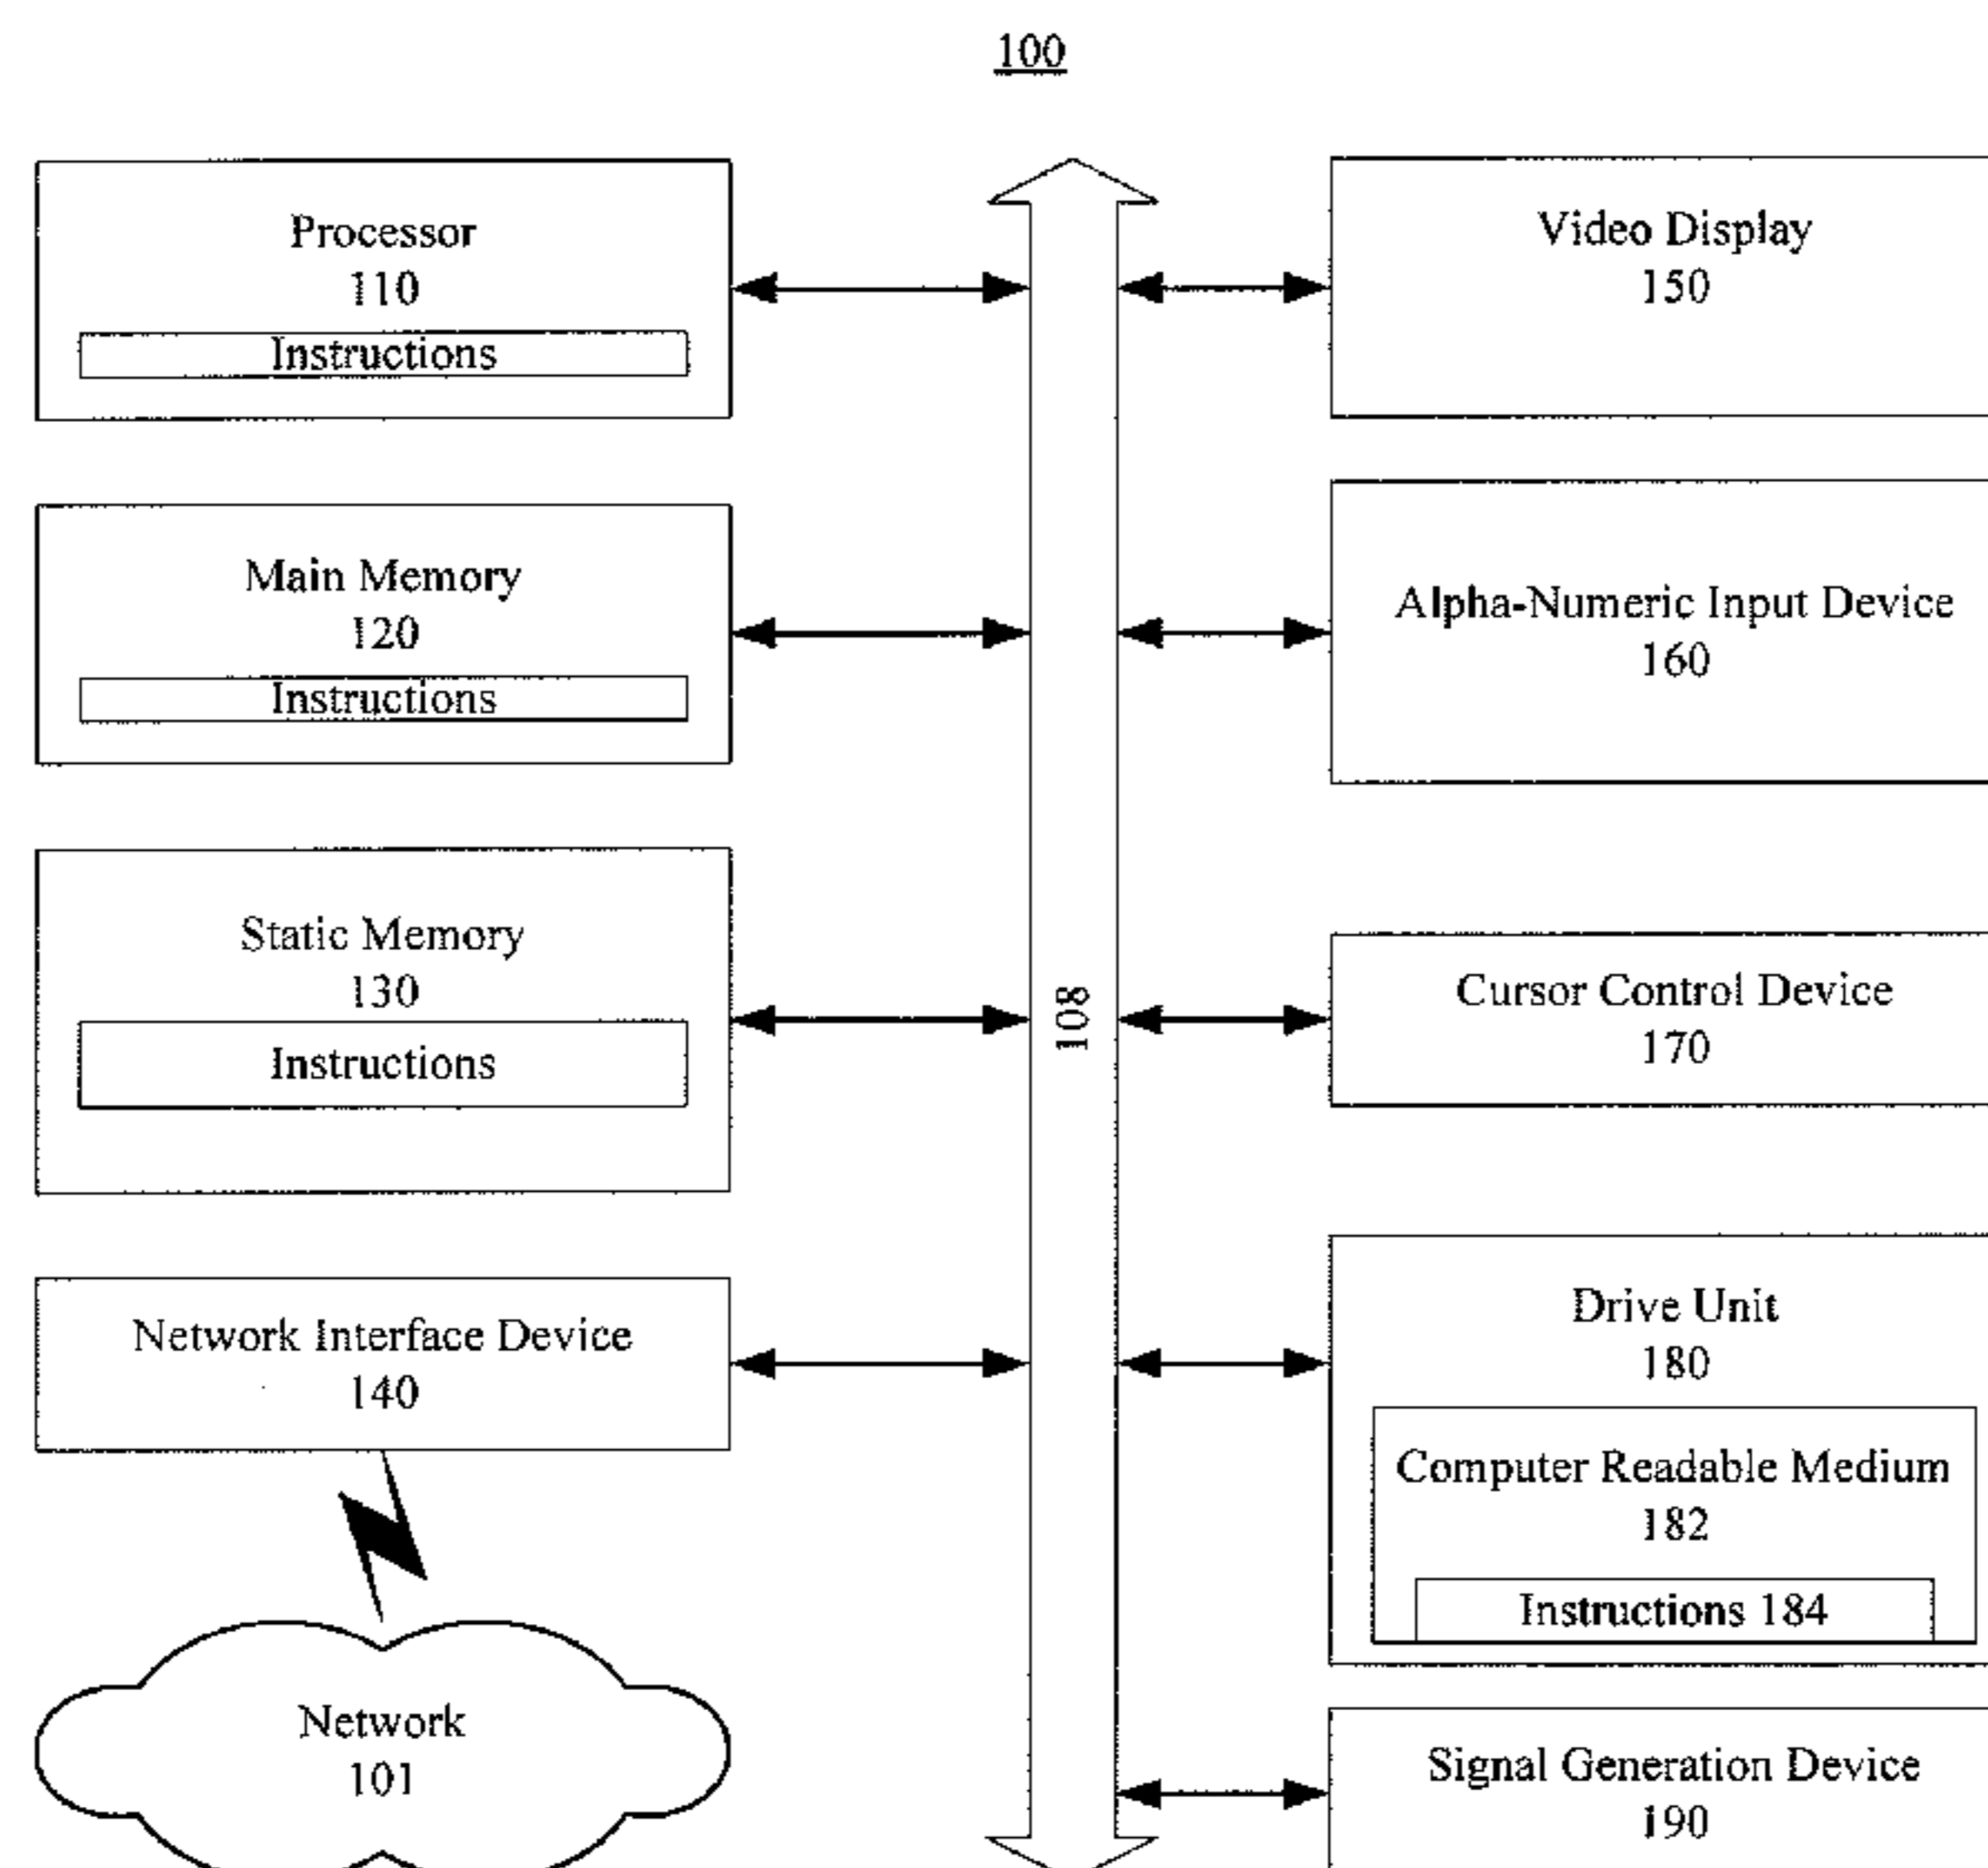 100
Processor
110
Instructions
Main Memory
120
Instructions
Static Memory
130
Instructions
Network Interface Device
140
Network
101
108
Video Display
150
Alpha-Numeric Input Device
160
Cursor Control Device
170
Drive Unit
180
Computer Readable Medium
182
Instructions 184
Signal Generation Device
190